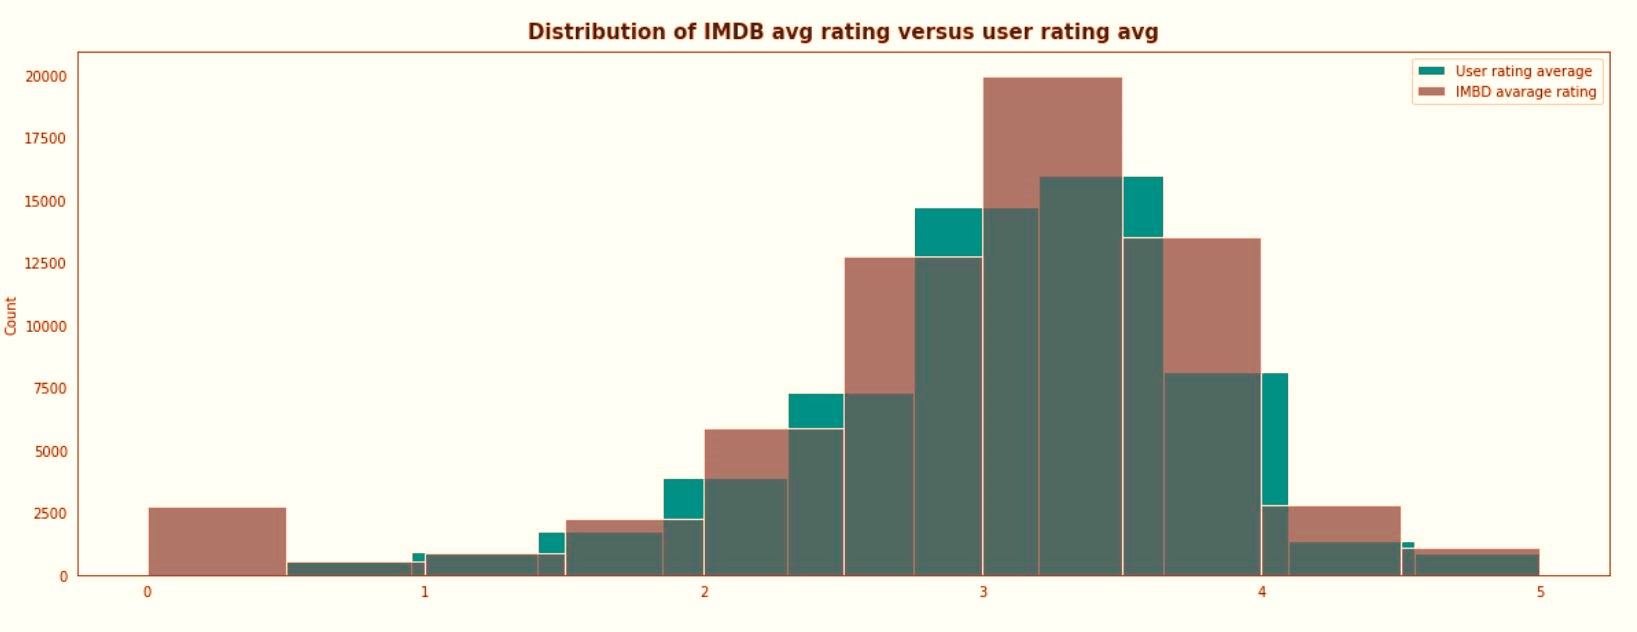 Distribution of IMDB avg rating versus user rating avg
User rating average
IMBD avarage rating
Count
20000
17500
15000
12500
10000
7500
5000
2500
0
0 1 2 3 4 5